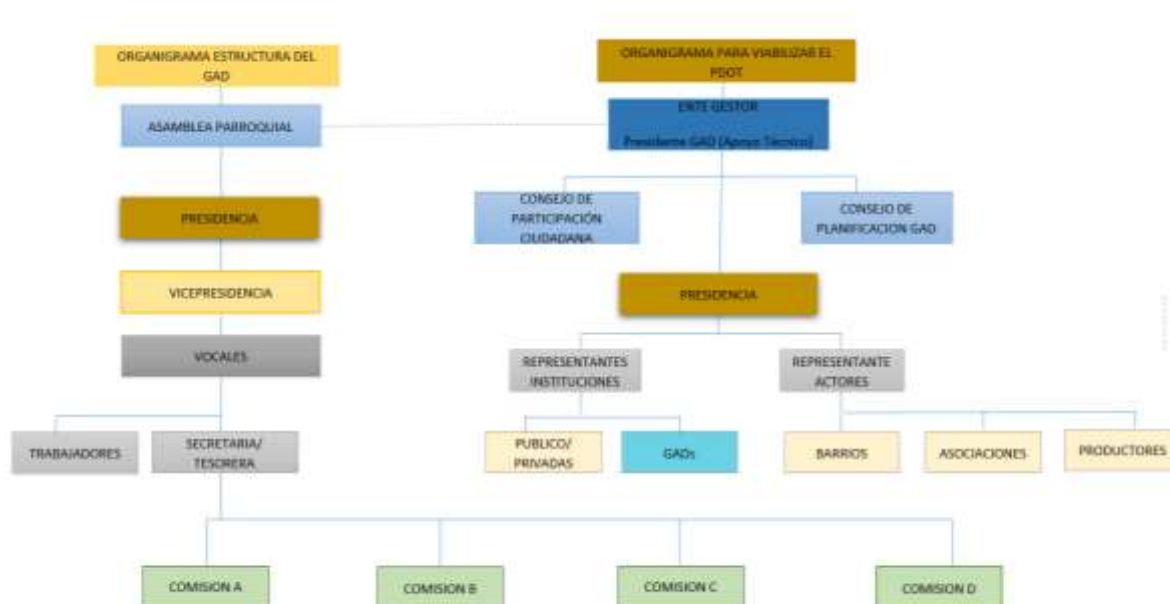 ORGANIGRAMA ESTRUCTURA DEL
GAD
ASAMBLEA PARROQUIAL
PRESIDENCIA
VICEPRESIDENCIA
VOCALES
TRABAJADORES
SECRETARIA/
TESORERA
ORGANIGRAMA PARA VIABILIZAR EL
PDOT
ENTE GESTOR
Presidente GAD (Apoyo Técnico)
CONSEJO DE
PARTICIPACIÓN
CIUDADANA
CONSEJO DE
PLANIFICACION GAD
PRESIDENCIA
REPRESENTANTES
INSTITUCIONES
REPRESENTANTE
ACTORES
PUBLICO/
PRIVADAS
GADs
BARRIOS
ASOCIACIONES
PRODUCTORES
COMISION A
COMISION B
COMISION C
COMISION D